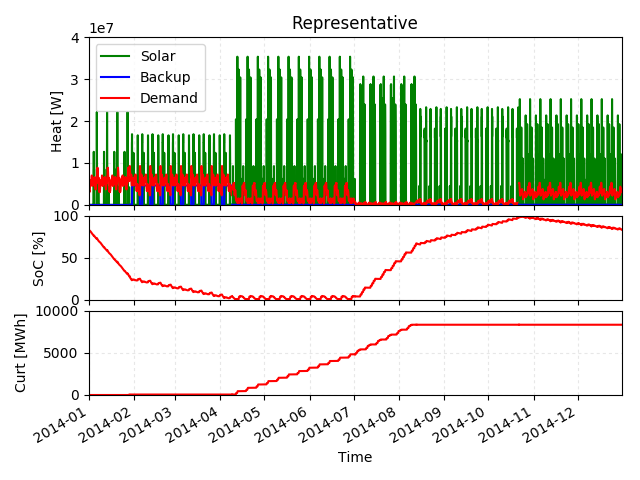 Representative
1e7
4
3
2
1
0
Heat [W]
Solar
Backup
Demand
100
50
0
SoC [%]
10000
5000
0
Curt [MWh]
2014-01
2014-02
2014-03
2014-04
2014-05
2014-06
2014-07
2014-08
2014-09
2014-10
2014-11
2014-12
Time